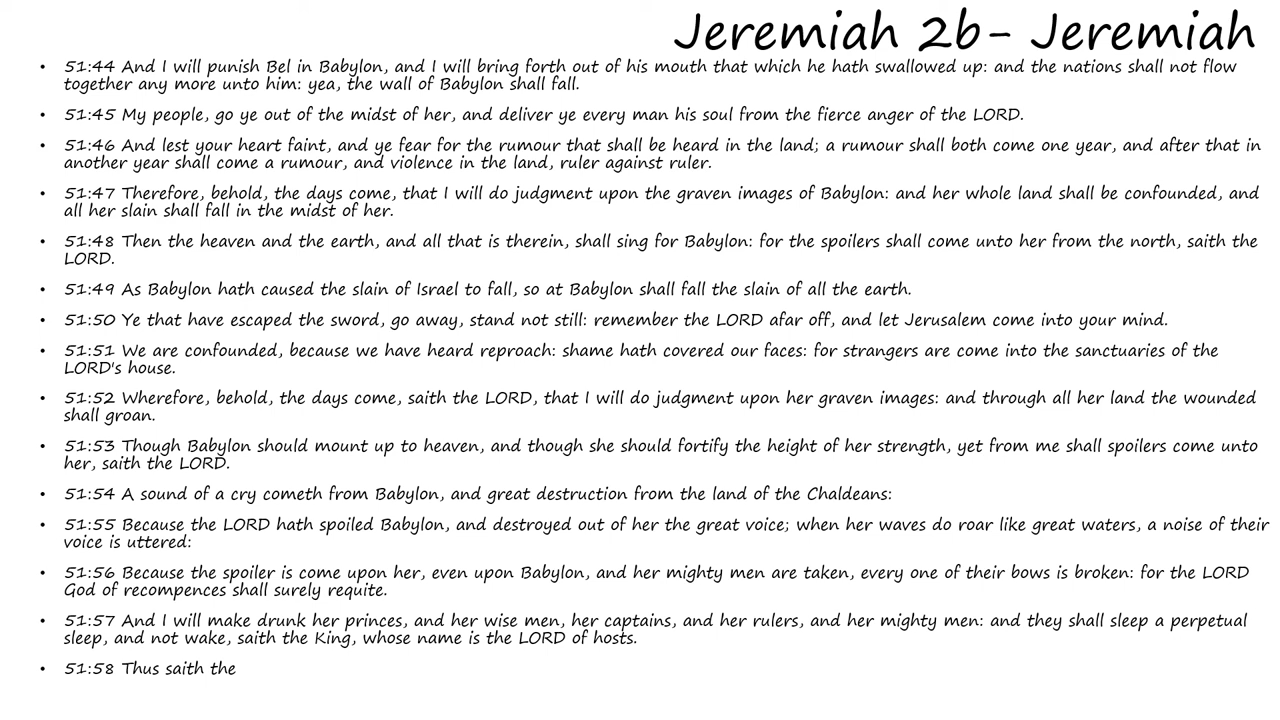 Jeremiah 2b- Jeremiah
• 51:44 And I will punish Bel in Babylon, and I will bring forth out of his mouth that which he hath swallowed up: and the nations shall not flow
together any more unto him: yea, the wall of Babylon shall fall.
• 51:45 My people, go ye out of the midst of her, and deliver ye every man his soul from the fierce anger of the LORD.
• 51:46 And lest your heart faint, and ye fear for the rumour that shall be heard in the land; a rumour shall both come one year, and after that in
another year shall come a rumour, and violence in the land, ruler against ruler.
• 51:47 Therefore, behold, the days come, that I will do judgment upon the graven images of Babylon: and her whole land shall be confounded, and
all her slain shall fall in the midst of her.
• 51:48 Then the heaven and the earth, and all that is therein, shall sing for Babylon: for the spoilers shall come unto her from the north, saith the
LORD.
• 51:49 As Babylon hath caused the slain of Israel to fall, so at Babylon shall fall the slain of all the earth.
• 51:50 Ye that have escaped the sword, go away, stand not still: remember the LORD afar off, and let Jerusalem come into your mind.
• 51:51 We are confounded, because we have heard reproach: shame hath covered our faces: for strangers are come into the sanctuaries of the
LORD's house.
• 51:52 Wherefore, behold, the days come, saith the LORD, that I will do judgment upon her graven images: and through all her land the wounded
shall groan.
• 51:53 Though Babylon should mount up to heaven, and though she should fortify the height of her strength, yet from me shall spoilers come unto
her, saith the LORD.
• 51:54 A sound of a cry cometh from Babylon, and great destruction from the land of the Chaldeans:
• 51:55 Because the LORD hath spoiled Babylon, and destroyed out of her the great voice; when her waves do roar like great waters, a noise of their
voice is uttered:
• 51:56 Because the spoiler is come upon her, even upon Babylon, and her mighty men are taken, every one of their bows is broken: for the LORD
God of recompences shall surely requite.
• 51:57 And I will make drunk her princes, and her wise men, her captains, and her rulers, and her mighty men: and they shall sleep a perpetual
sleep, and not wake, saith the King, whose name is the LORD of hosts.
• 51:58 Thus saith the